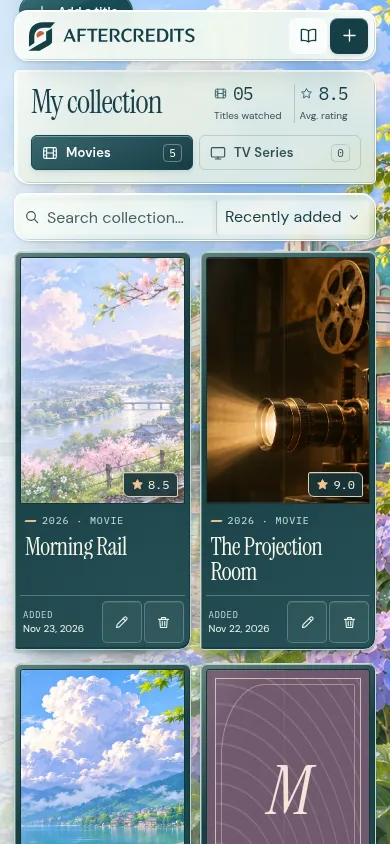 Add a title
AFTERCREDITS
My collection
05
Titles watched
8.5
Avg. rating
Movies 5
TV Series 0
Search collection...
Recently added
8.5
2026 · MOVIE
Morning Rail
ADDED
Nov 23, 2026
9.0
2026 · MOVIE
The Projection
Room
ADDED
Nov 22, 2026
M